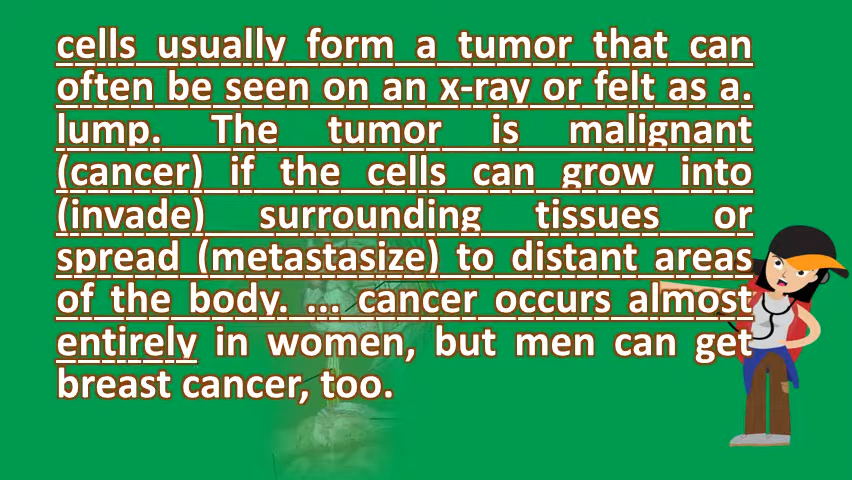 cells usually form a tumor that can
often be seen on an x-ray or felt as a.
lump. The tumor is malignant
(cancer) if the cells can grow into
(invade) surrounding tissues or
spread (metastasize) to distant areas
of the body. ... cancer occurs almost
entirely in women, but men can get
breast cancer, too.